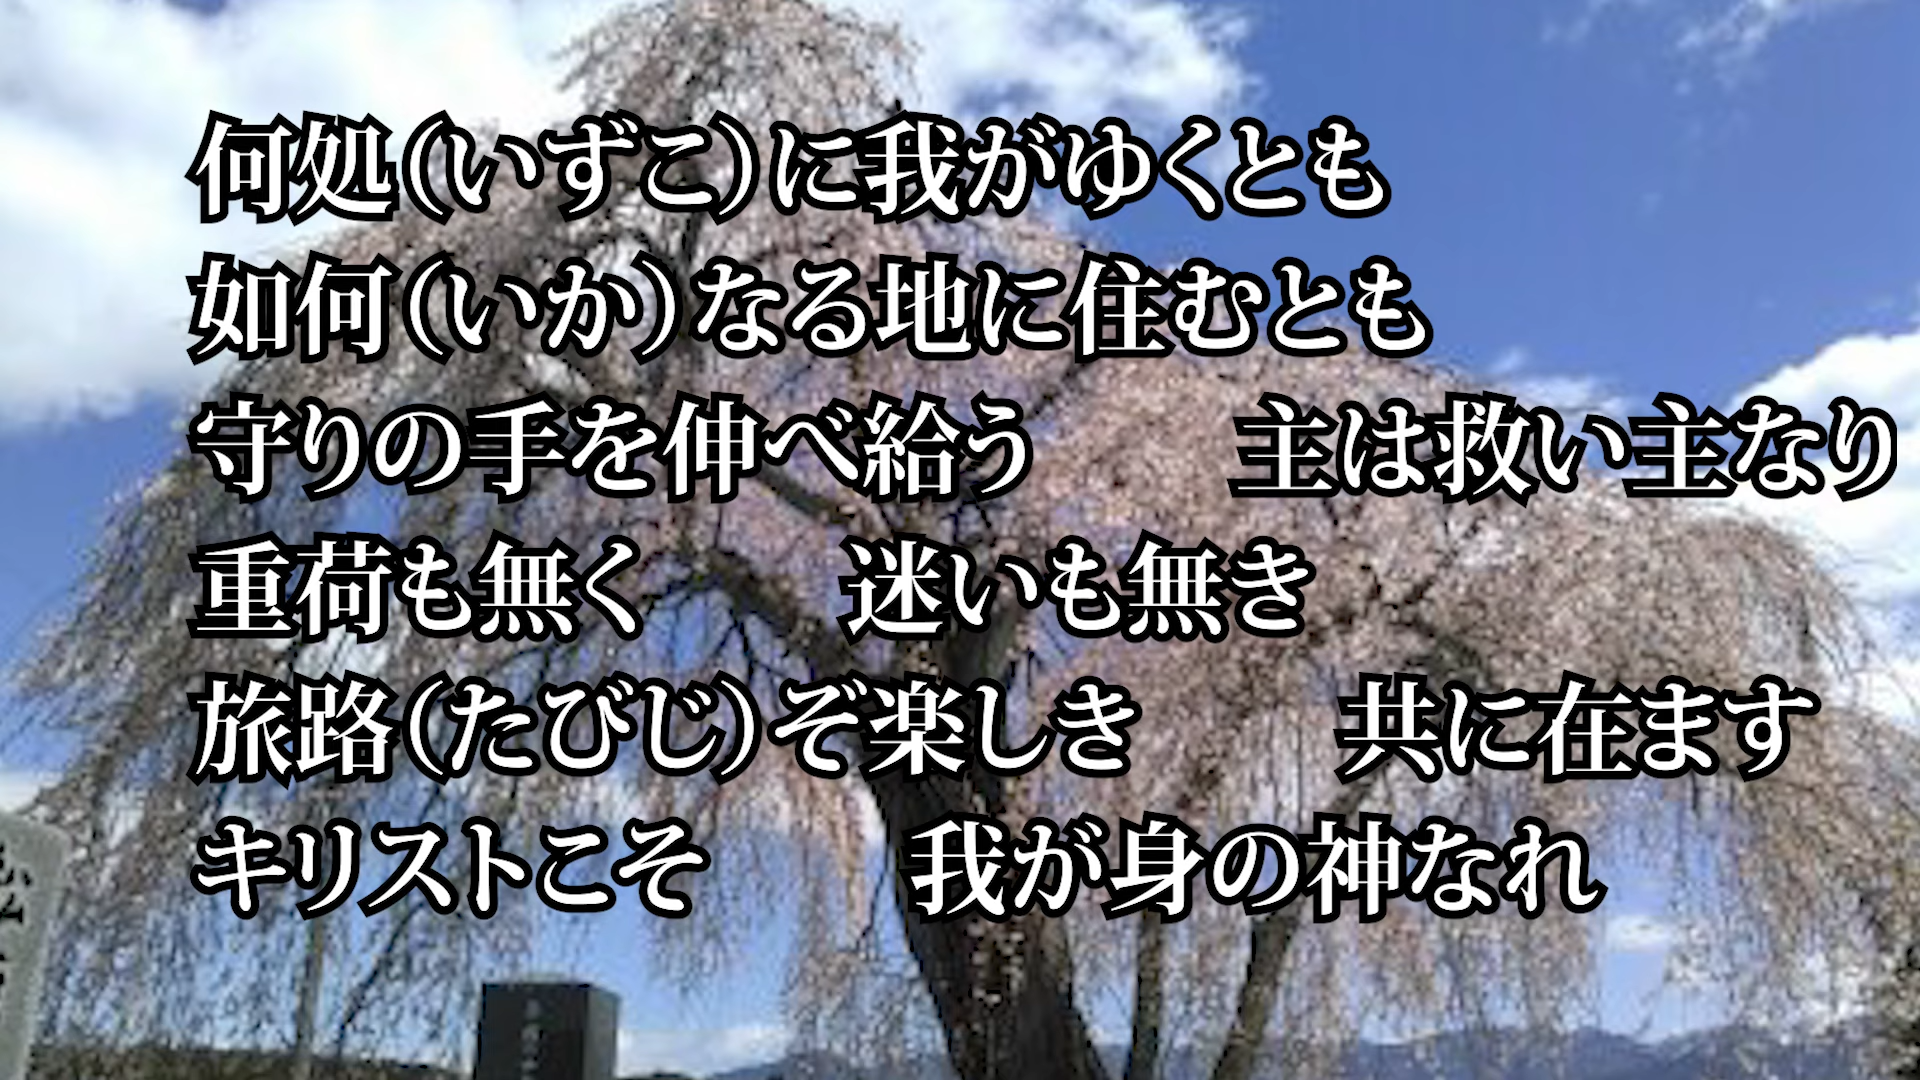 何処（いずこ）に我がゆくとも
如何（いか）なる地に住むとも
守りの手を伸べ給う　　主は救い主なり
重荷も無く　　迷いも無き
旅路（たびじ）ぞ楽しき　　共に在ます
キリストこそ　　我が身の神なれ